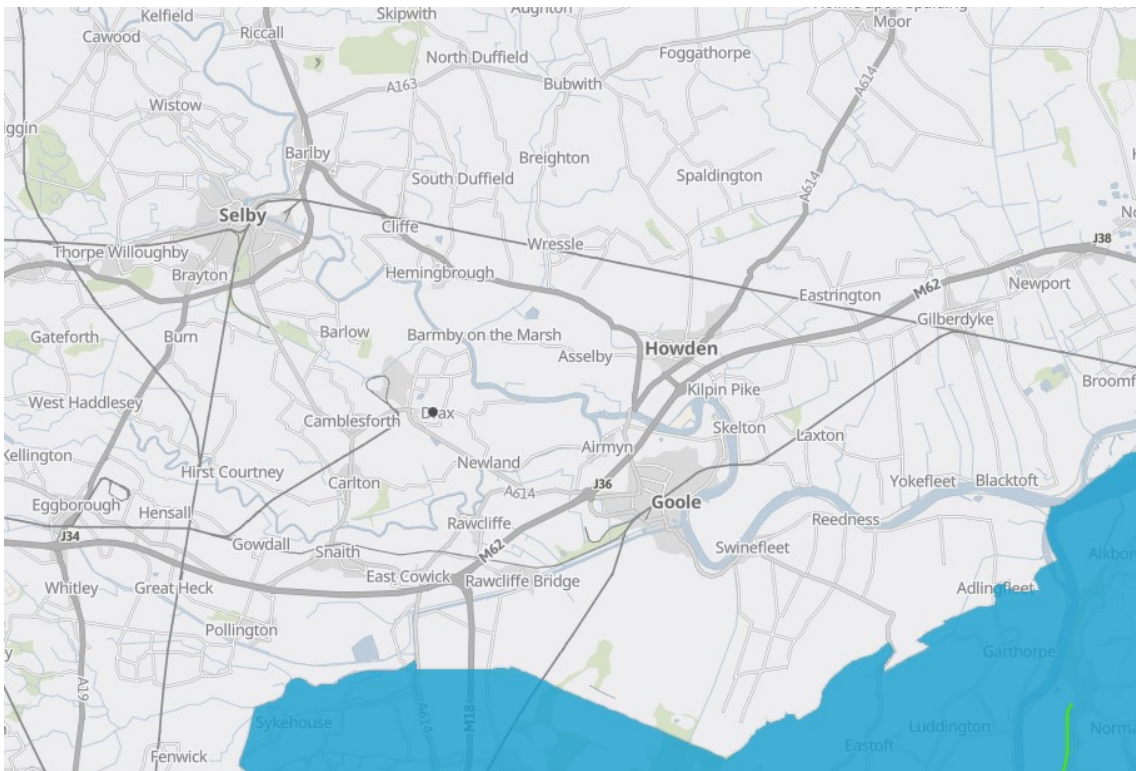 Kelfield
Skipwith
Aughton
Moor
Cawood
Riccall
North Duffield
Foggathorpe
A163
Bubwith
A614
Wistow
Barlby
Breighton
South Duffield
Spaldington
A614
Selby
Cliffe
Wressle
J38
Thorpe Willoughby
Brayton
Hemingbrough
M62
Newport
Eastrington
Gilberdyke
Gateforth
Burn
Barlow
Barmby on the Marsh
Asselby
Howden
Kilpin Pike
West Haddlesey
Camblesforth
Drax
Skelton
Laxton
Airmyn
Hirst Courtney
Newland
Carlton
A614
J36
Goole
Yokefleet
Blacktoft
Eggborough
Hensall
Rawcliffe
Reedness
J34
Gowdall
Snaith
M62
Swinefleet
East Cowick
Rawcliffe Bridge
Whitley
Great Heck
Adlingfleet
Pollington
Garthorpe
A19
Sykehouse
A614
M18
Luddington
Fenwick
Eastoft